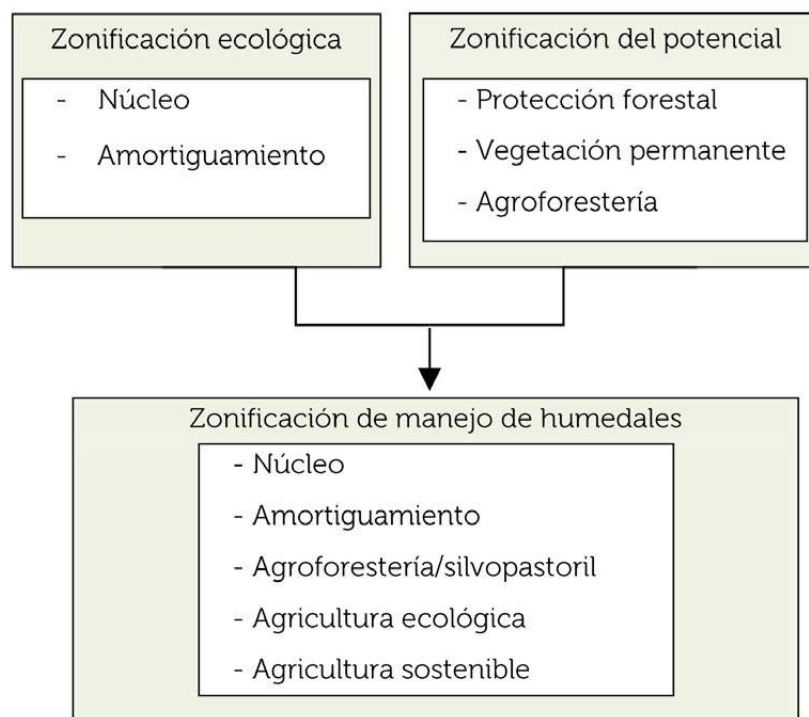 Zonificación ecológica
- Núcleo
- Amortiguamiento
Zonificación del potencial
- Protección forestal
- Vegetación permanente
- Agroforestería
Zonificación de manejo de humedales
- Núcleo
- Amortiguamiento
- Agroforestería/silvopastoril
- Agricultura ecológica
- Agricultura sostenible